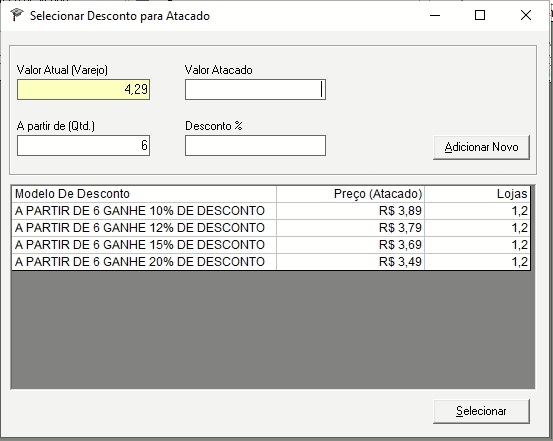 Selecionar Desconto para Atacado
Valor Atual (Varejo) Valor Atacado
4,29
A partir de (Qtd.) Desconto %
6
Adicionar Novo
Modelo De Desconto Preço (Atacado) Lojas
A PARTIR DE 6 GANHE 10% DE DESCONTO R$ 3,89 1,2
A PARTIR DE 6 GANHE 12% DE DESCONTO R$ 3,79 1,2
A PARTIR DE 6 GANHE 15% DE DESCONTO R$ 3,69 1,2
A PARTIR DE 6 GANHE 20% DE DESCONTO R$ 3,49 1,2
Selecionar